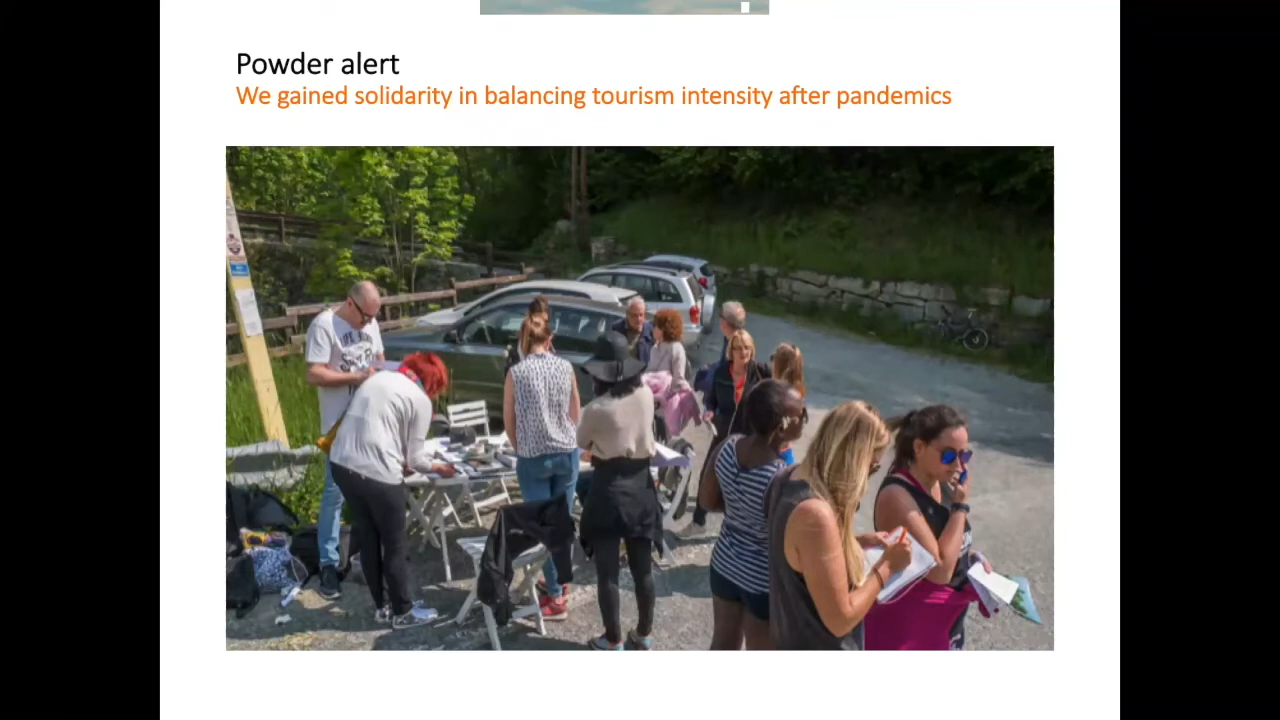 Powder alert
We gained solidarity in balancing tourism intensity after pandemics